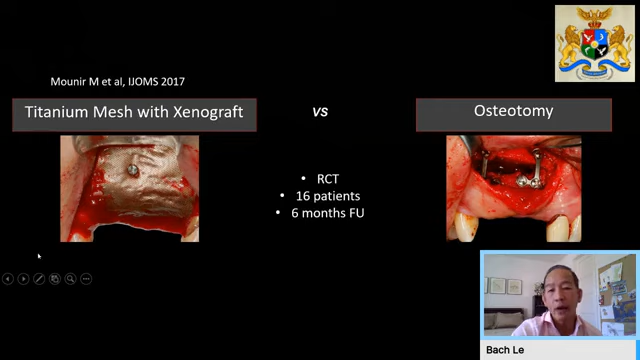 Mounir M et al, IJOMS 2017
Titanium Mesh with Xenograft
VS
Osteotomy
• RCT
• 16 patients
• 6 months FU
Bach Le